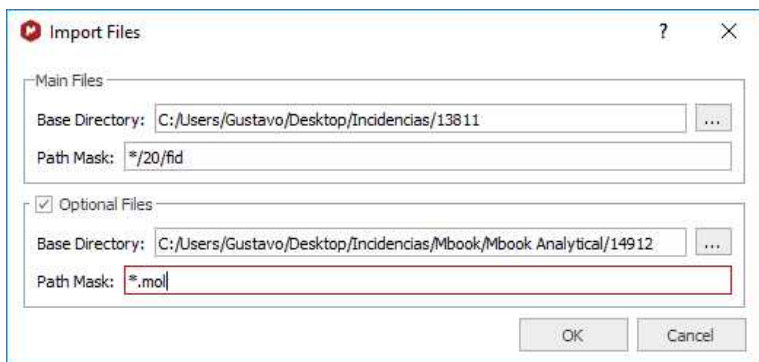 Import Files
?
Main Files
Base Directory: C:/Users/Gustavo/Desktop/Incidencias/13811 ...
Path Mask: */20/fid
Optional Files
Base Directory: C:/Users/Gustavo/Desktop/Incidencias/Mbook/Mbook Analytical/14912 ...
Path Mask: *.mol
OK Cancel